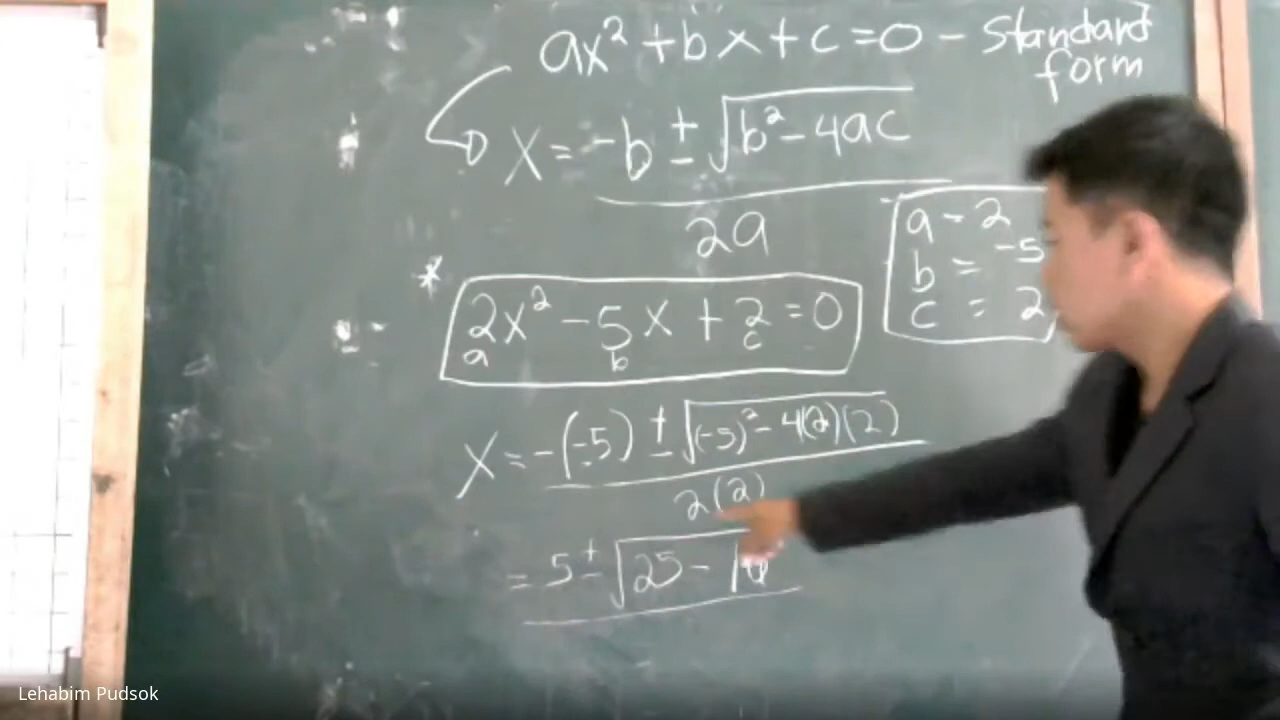 ax² + bx + c = 0 - Standard
form
X = -b ± √b² - 4ac
2a
a - 2
b = -5
c = 2
* 2x² - 5x + 2 = 0
a b c
X = -(-5) ± √(-5)² - 4(2)(2)
2(2)
= 5 ± √25 - 16
Lehabim Pudsok